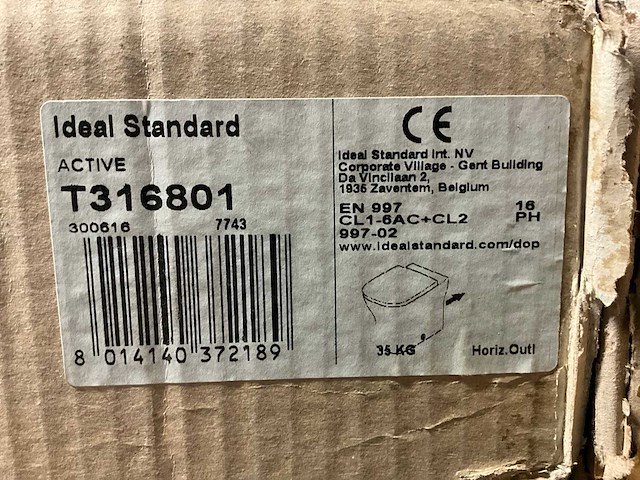 Ideal Standard
ACTIVE
T316801
300616 7743
8 014140 372189
CE
Ideal Standard Int. NV
Corporate Village - Gent Building
Da Vincilaan 2,
1936 Zaventem, Belgium
EN 997 16
CL1-6AC+CL2 PH
997-02
www.idealstandard.com/dop
35 KG Horiz.Outl